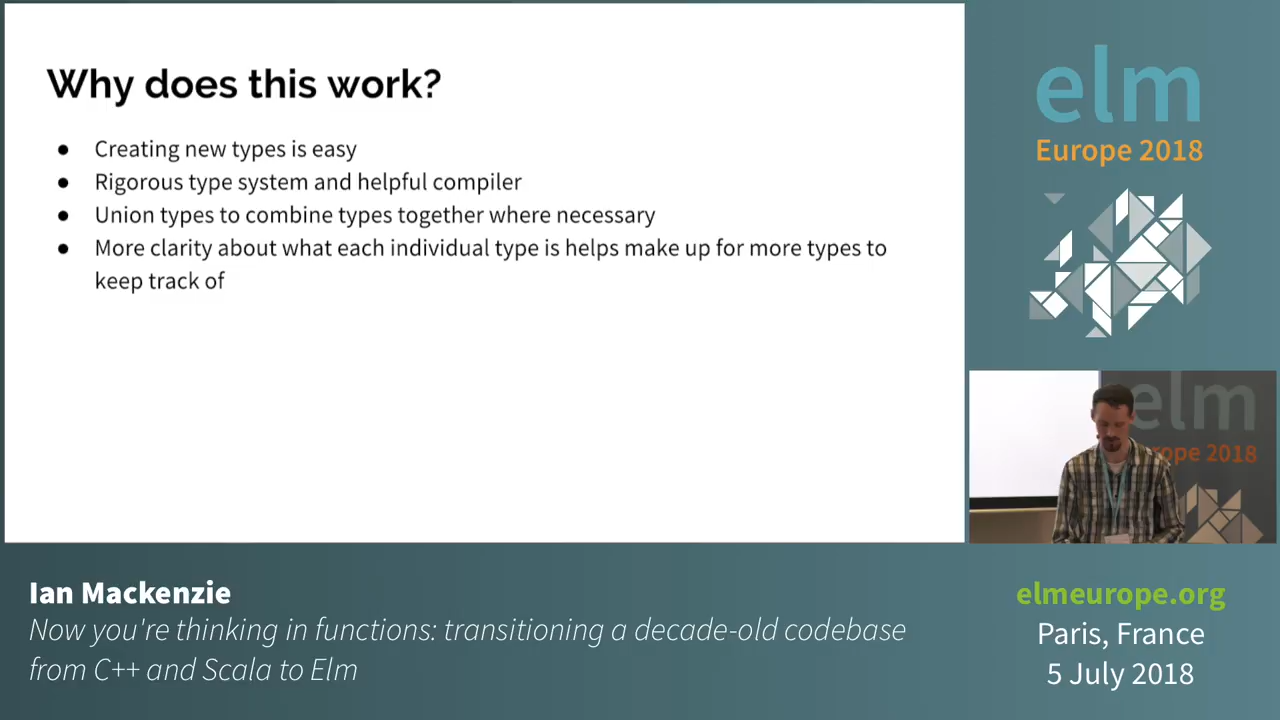 Why does this work?
● Creating new types is easy
● Rigorous type system and helpful compiler
● Union types to combine types together where necessary
● More clarity about what each individual type is helps make up for more types to
keep track of
elm
Europe 2018
elm
rope 2018
Ian Mackenzie
Now you're thinking in functions: transitioning a decade-old codebase
from C++ and Scala to Elm
elmeurope.org
Paris, France
5 July 2018